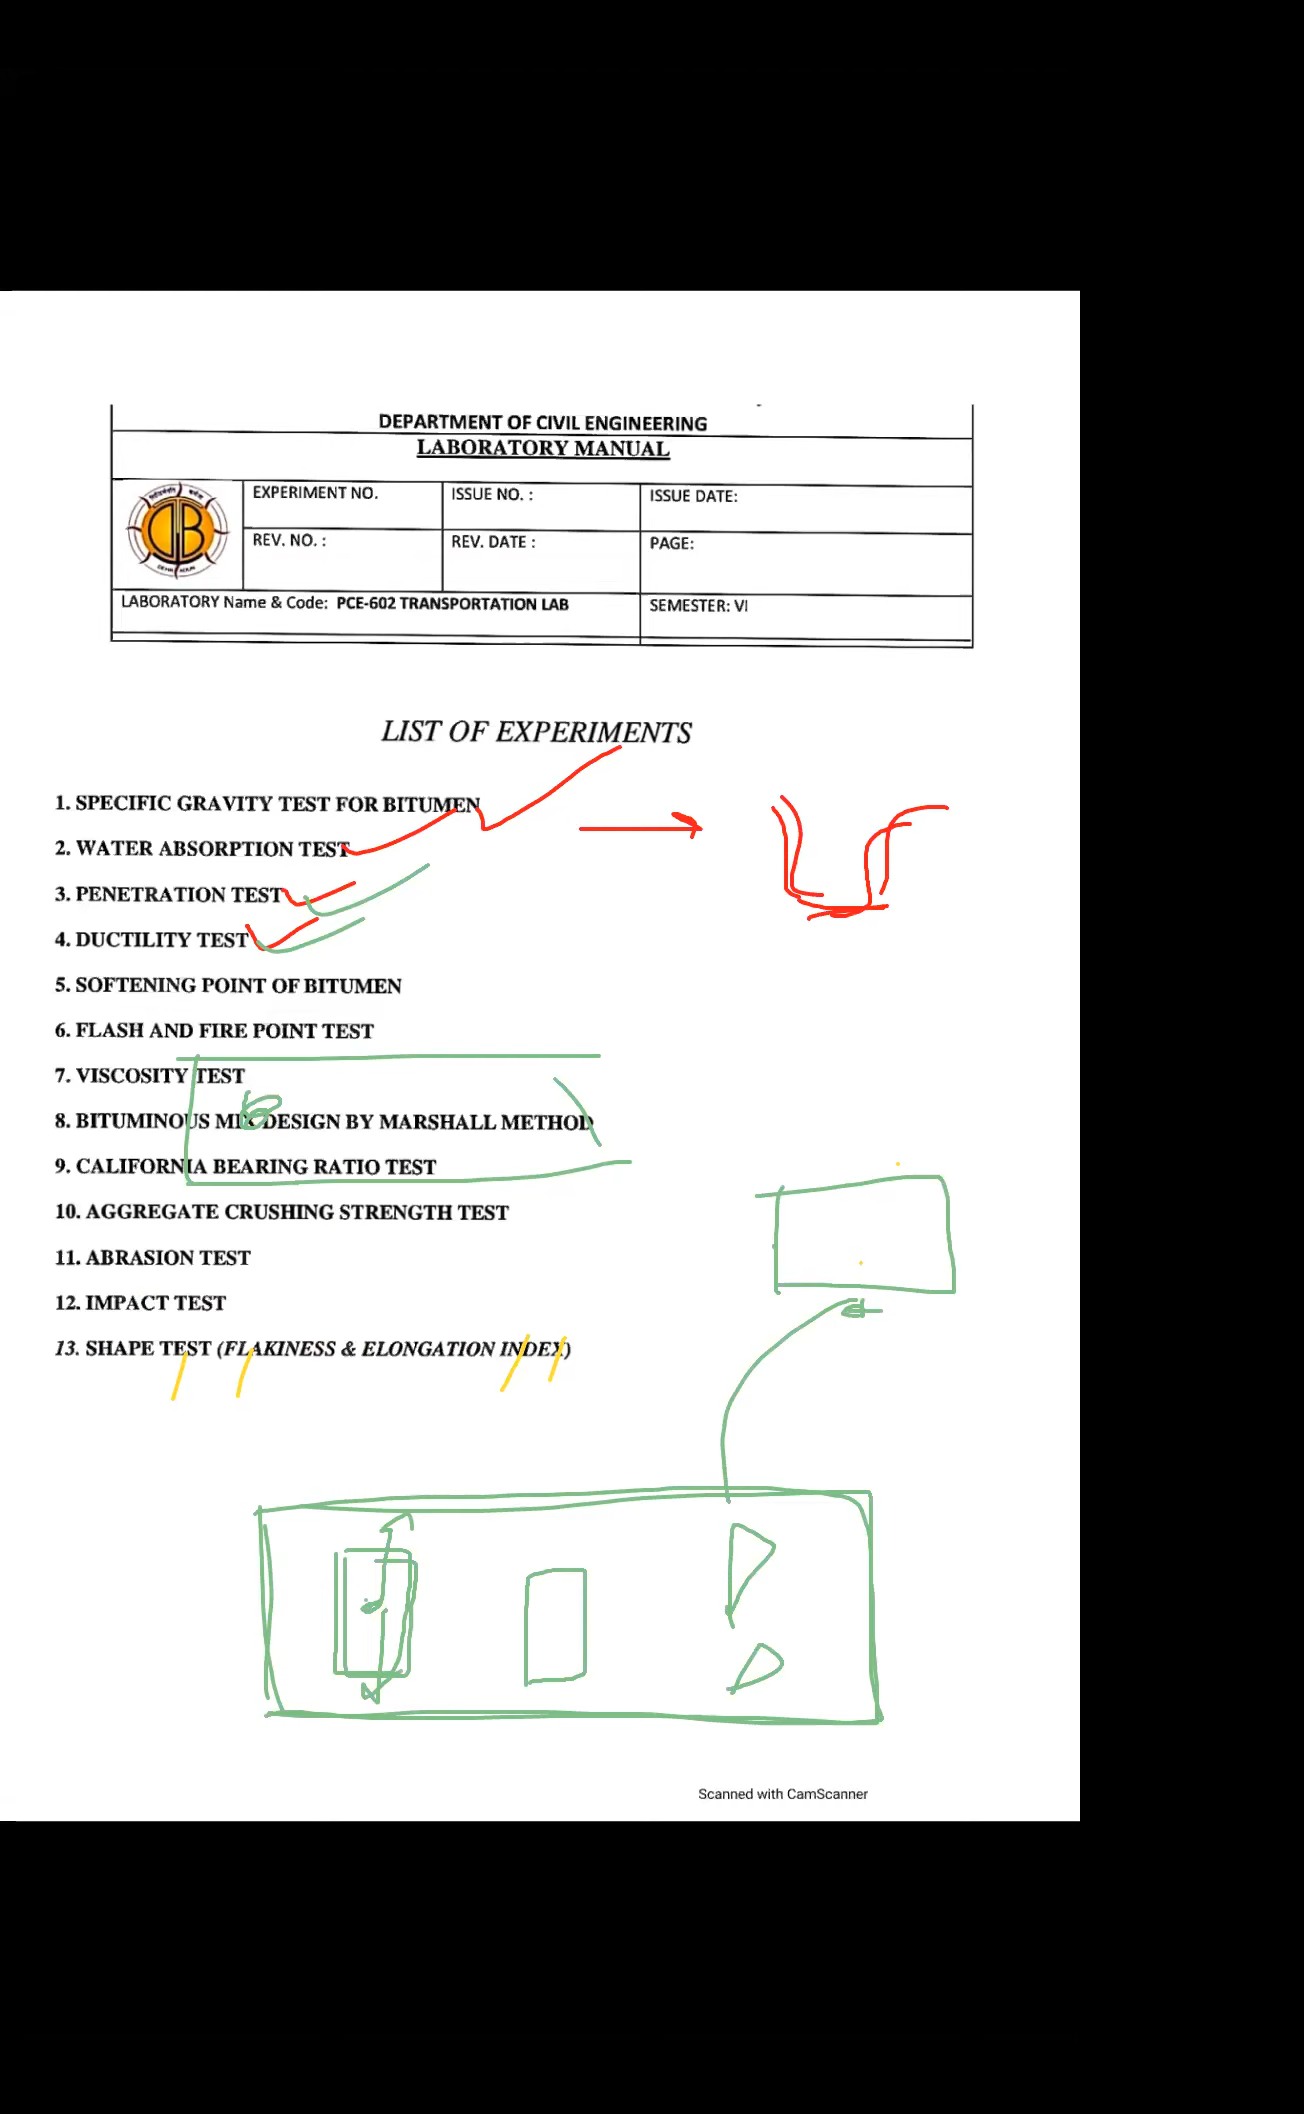 DEPARTMENT OF CIVIL ENGINEERING
LABORATORY MANUAL
EXPERIMENT NO.
ISSUE NO. :
ISSUE DATE:
REV. NO. :
REV. DATE :
PAGE:
LABORATORY Name & Code: PCE-602 TRANSPORTATION LAB
SEMESTER: VI
LIST OF EXPERIMENTS
1. SPECIFIC GRAVITY TEST FOR BITUMEN
2. WATER ABSORPTION TEST
3. PENETRATION TEST
4. DUCTILITY TEST
5. SOFTENING POINT OF BITUMEN
6. FLASH AND FIRE POINT TEST
7. VISCOSITY TEST
8. BITUMINOUS MIX DESIGN BY MARSHALL METHOD
9. CALIFORNIA BEARING RATIO TEST
10. AGGREGATE CRUSHING STRENGTH TEST
11. ABRASION TEST
12. IMPACT TEST
13. SHAPE TEST (FLAKINESS & ELONGATION INDEX)
Scanned with CamScanner